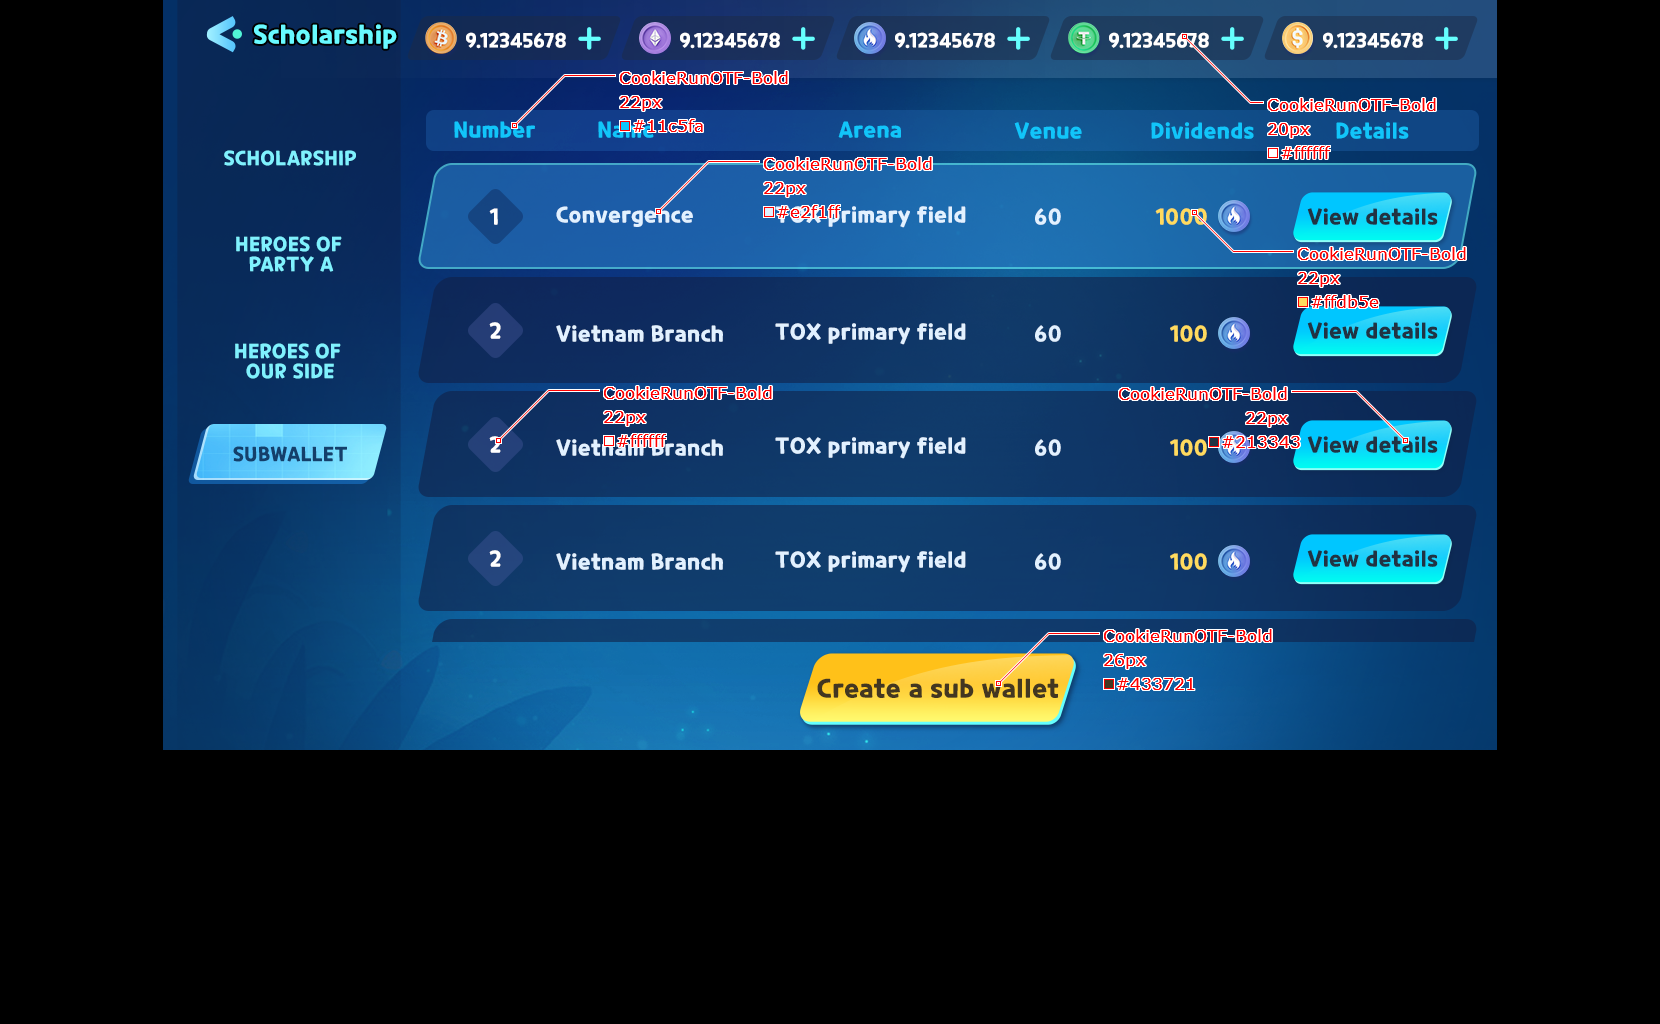 Scholarship
9.12345678
9.12345678
9.12345678
9.12345678
9.12345678
CookieRunOTF-Bold
22px
#11c5fa
CookieRunOTF-Bold
20px
#ffffff
Number
Name
Arena
Venue
Dividends
Details
SCHOLARSHIP
HEROES OF
PARTY A
HEROES OF
OUR SIDE
SUBWALLET
CookieRunOTF-Bold
22px
#e2f1ff
1
Convergence
TOX primary field
60
1000
View details
CookieRunOTF-Bold
22px
#ffdb5e
2
Vietnam Branch
TOX primary field
60
100
View details
CookieRunOTF-Bold
22px
#ffffff
CookieRunOTF-Bold
22px
#213343
2
Vietnam Branch
TOX primary field
60
100
View details
2
Vietnam Branch
TOX primary field
60
100
View details
CookieRunOTF-Bold
26px
#433721
Create a sub wallet